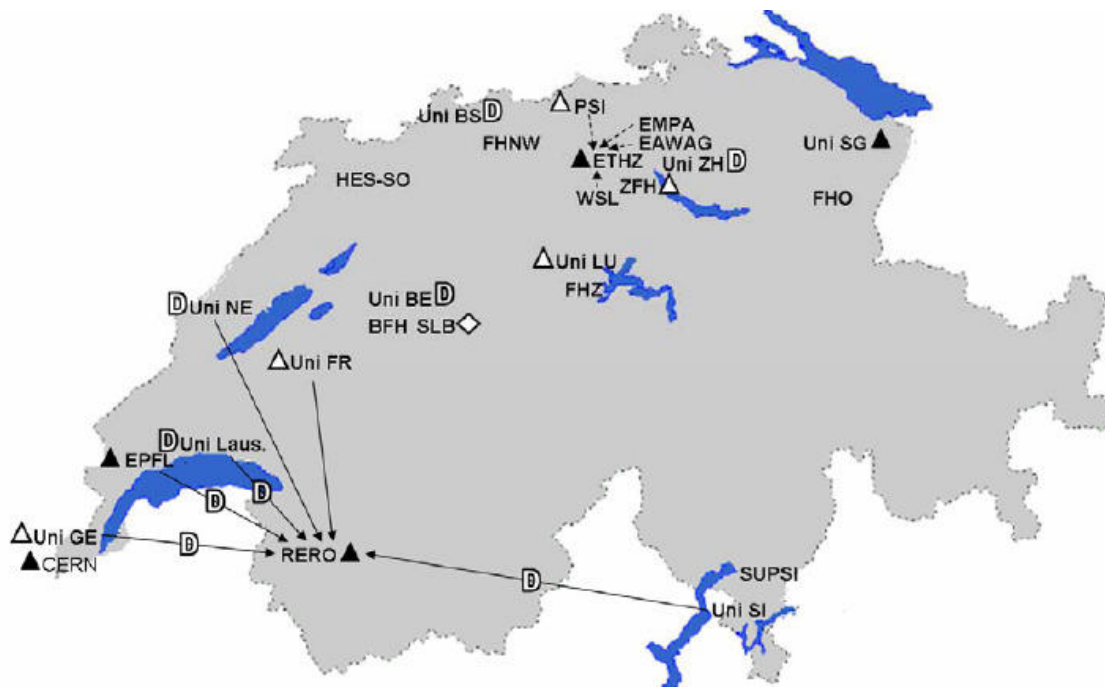 Uni BS D
PSI
FHNW
EMPA
EAWAG
ETHZ
Uni ZH D
Uni SG
HES-SO
WSL
ZFH
FHO
Uni LU
FHZ
D Uni NE
Uni BE D
BFH SLB
Uni FR
D Uni Laus.
EPFL
D
D
Uni GE
D
CERN
RERO
D
SUPSI
Uni SI